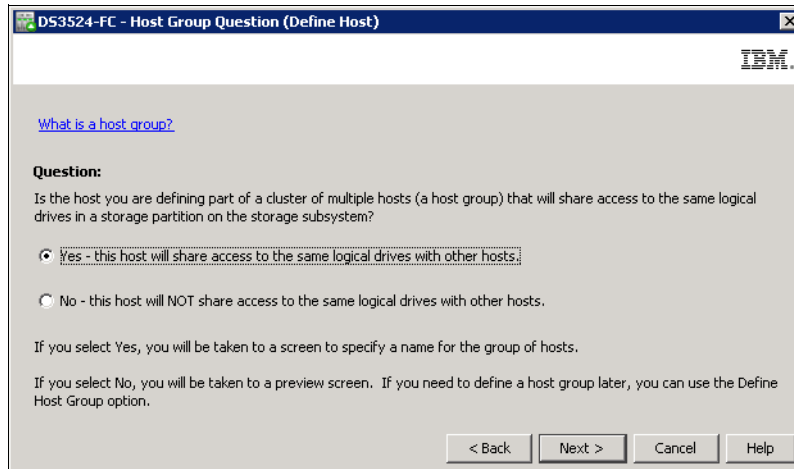 DS3524-FC - Host Group Question (Define Host)
IBM.
What is a host group?
Question:
Is the host you are defining part of a cluster of multiple hosts (a host group) that will share access to the same logical
drives in a storage partition on the storage subsystem?
Yes - this host will share access to the same logical drives with other hosts.
No - this host will NOT share access to the same logical drives with other hosts.
If you select Yes, you will be taken to a screen to specify a name for the group of hosts.
If you select No, you will be taken to a preview screen.  If you need to define a host group later, you can use the Define
Host Group option.
< Back Next > Cancel Help